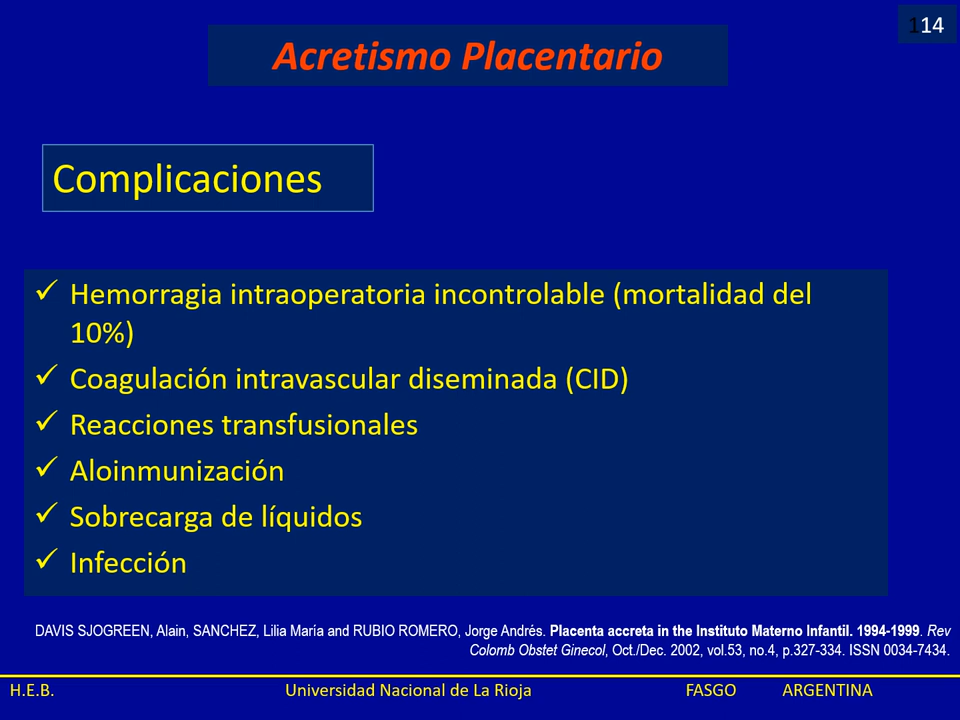 114
Acretismo Placentario
Complicaciones
✓ Hemorragia intraoperatoria incontrolable (mortalidad del
10%)
✓ Coagulación intravascular diseminada (CID)
✓ Reacciones transfusionales
✓ Aloinmunización
✓ Sobrecarga de líquidos
✓ Infección
DAVIS SJOGREEN, Alain, SANCHEZ, Lilia María and RUBIO ROMERO, Jorge Andrés. Placenta accreta in the Instituto Materno Infantil. 1994-1999. Rev
Colomb Obstet Ginecol, Oct./Dec. 2002, vol.53, no.4, p.327-334. ISSN 0034-7434.
H.E.B. Universidad Nacional de La Rioja FASGO ARGENTINA